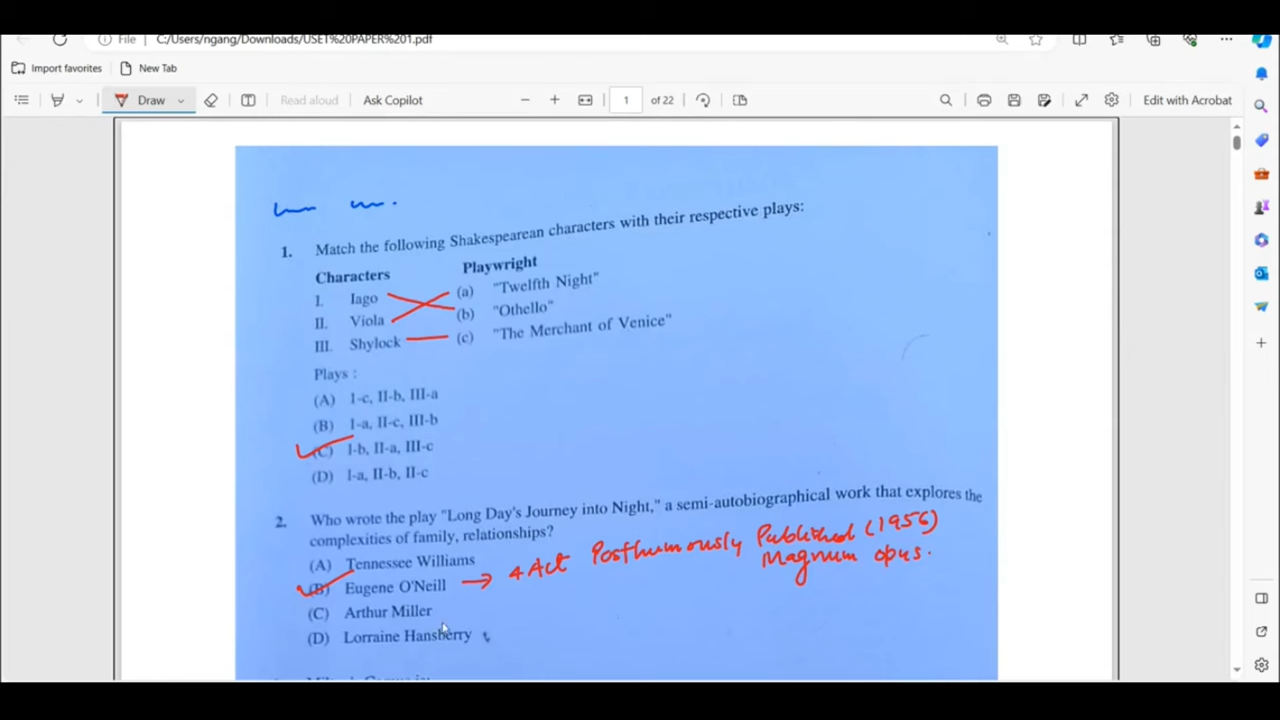 File C:/Users/ngang/Downloads/USET%20PAPER%201.pdf
Import favorites New Tab
Draw Read aloud Ask Copilot 1 of 22 Edit with Acrobat
1. Match the following Shakespearean characters with their respective plays:
Characters Playwright
I. Iago (a) "Twelfth Night"
II. Viola (b) "Othello"
III. Shylock (c) "The Merchant of Venice"
Plays :
(A) I-c, II-b, III-a
(B) I-a, II-c, III-b
(C) I-b, II-a, III-c
(D) I-a, II-b, II-c
2. Who wrote the play "Long Day's Journey into Night," a semi-autobiographical work that explores the
complexities of family, relationships?
(A) Tennessee Williams
(B) Eugene O'Neill → 4 Act Posthumously Published (1956)
Magnum opus.
(C) Arthur Miller
(D) Lorraine Hansberry